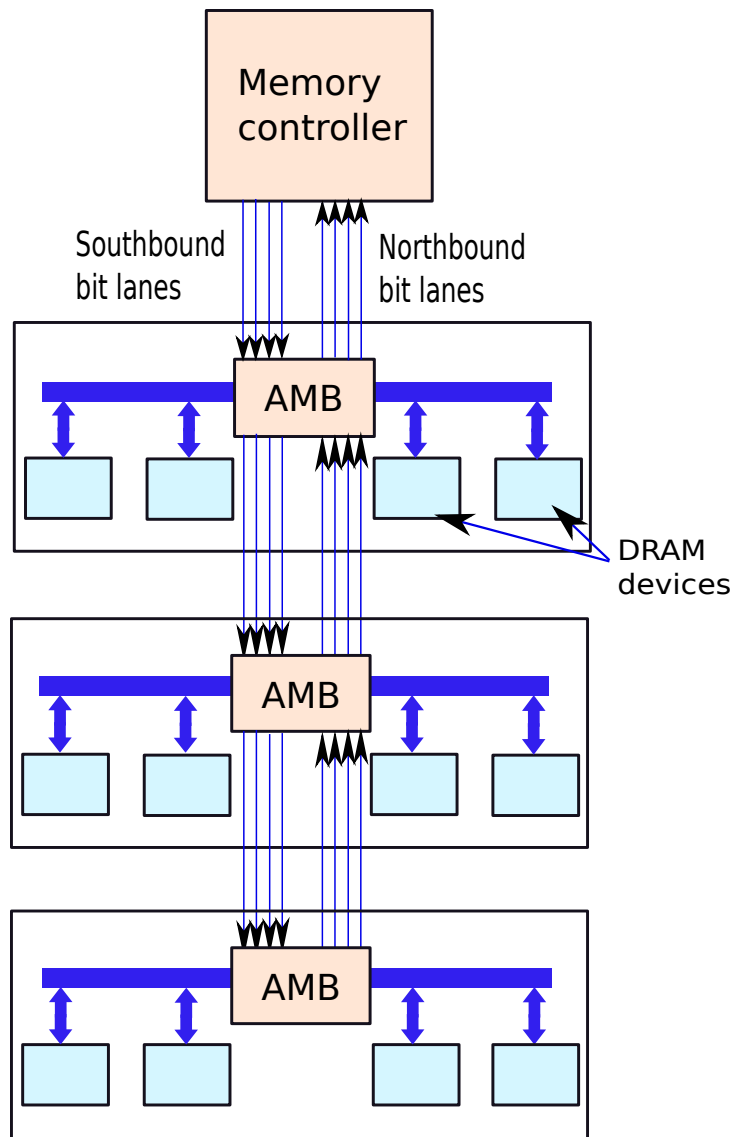 Memory
controller
Southbound
bit lanes
Northbound
bit lanes
AMB
DRAM
devices
AMB
AMB